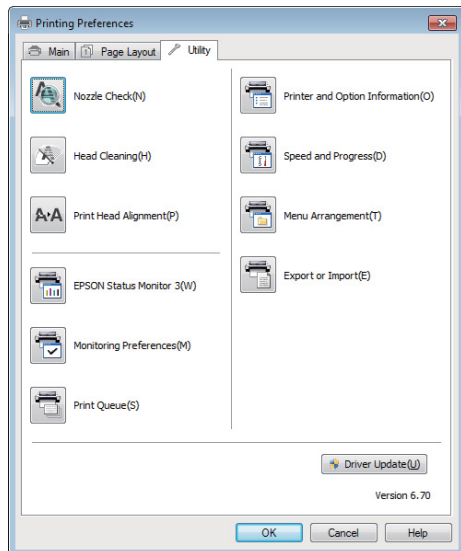 Printing Preferences
Main
Page Layout
Utility
Nozzle Check(N)
Head Cleaning(H)
Print Head Alignment(P)
EPSON Status Monitor 3(W)
Monitoring Preferences(M)
Print Queue(S)
Printer and Option Information(O)
Speed and Progress(D)
Menu Arrangement(T)
Export or Import(E)
Driver Update(U)
Version 6.70
OK
Cancel
Help